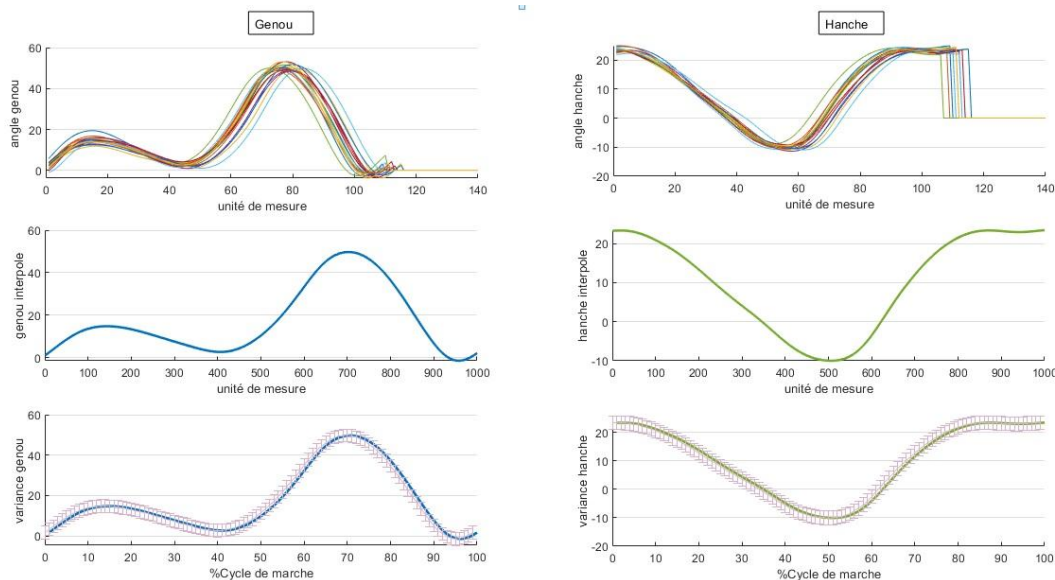 Genou
60
40
20
0
angle genou
0 20 40 60 80 100 120 140
unité de mesure
Hanche
20
10
0
-10
-20
angle hanche
0 20 40 60 80 100 120 140
unité de mesure
60
40
20
0
genou interpole
0 100 200 300 400 500 600 700 800 900 1000
unité de mesure
20
10
0
-10
hanche interpole
0 100 200 300 400 500 600 700 800 900 1000
unité de mesure
60
40
20
0
variance genou
0 10 20 30 40 50 60 70 80 90 100
%Cycle de marche
20
10
0
-10
-20
variance hanche
0 10 20 30 40 50 60 70 80 90 100
%Cycle de marche